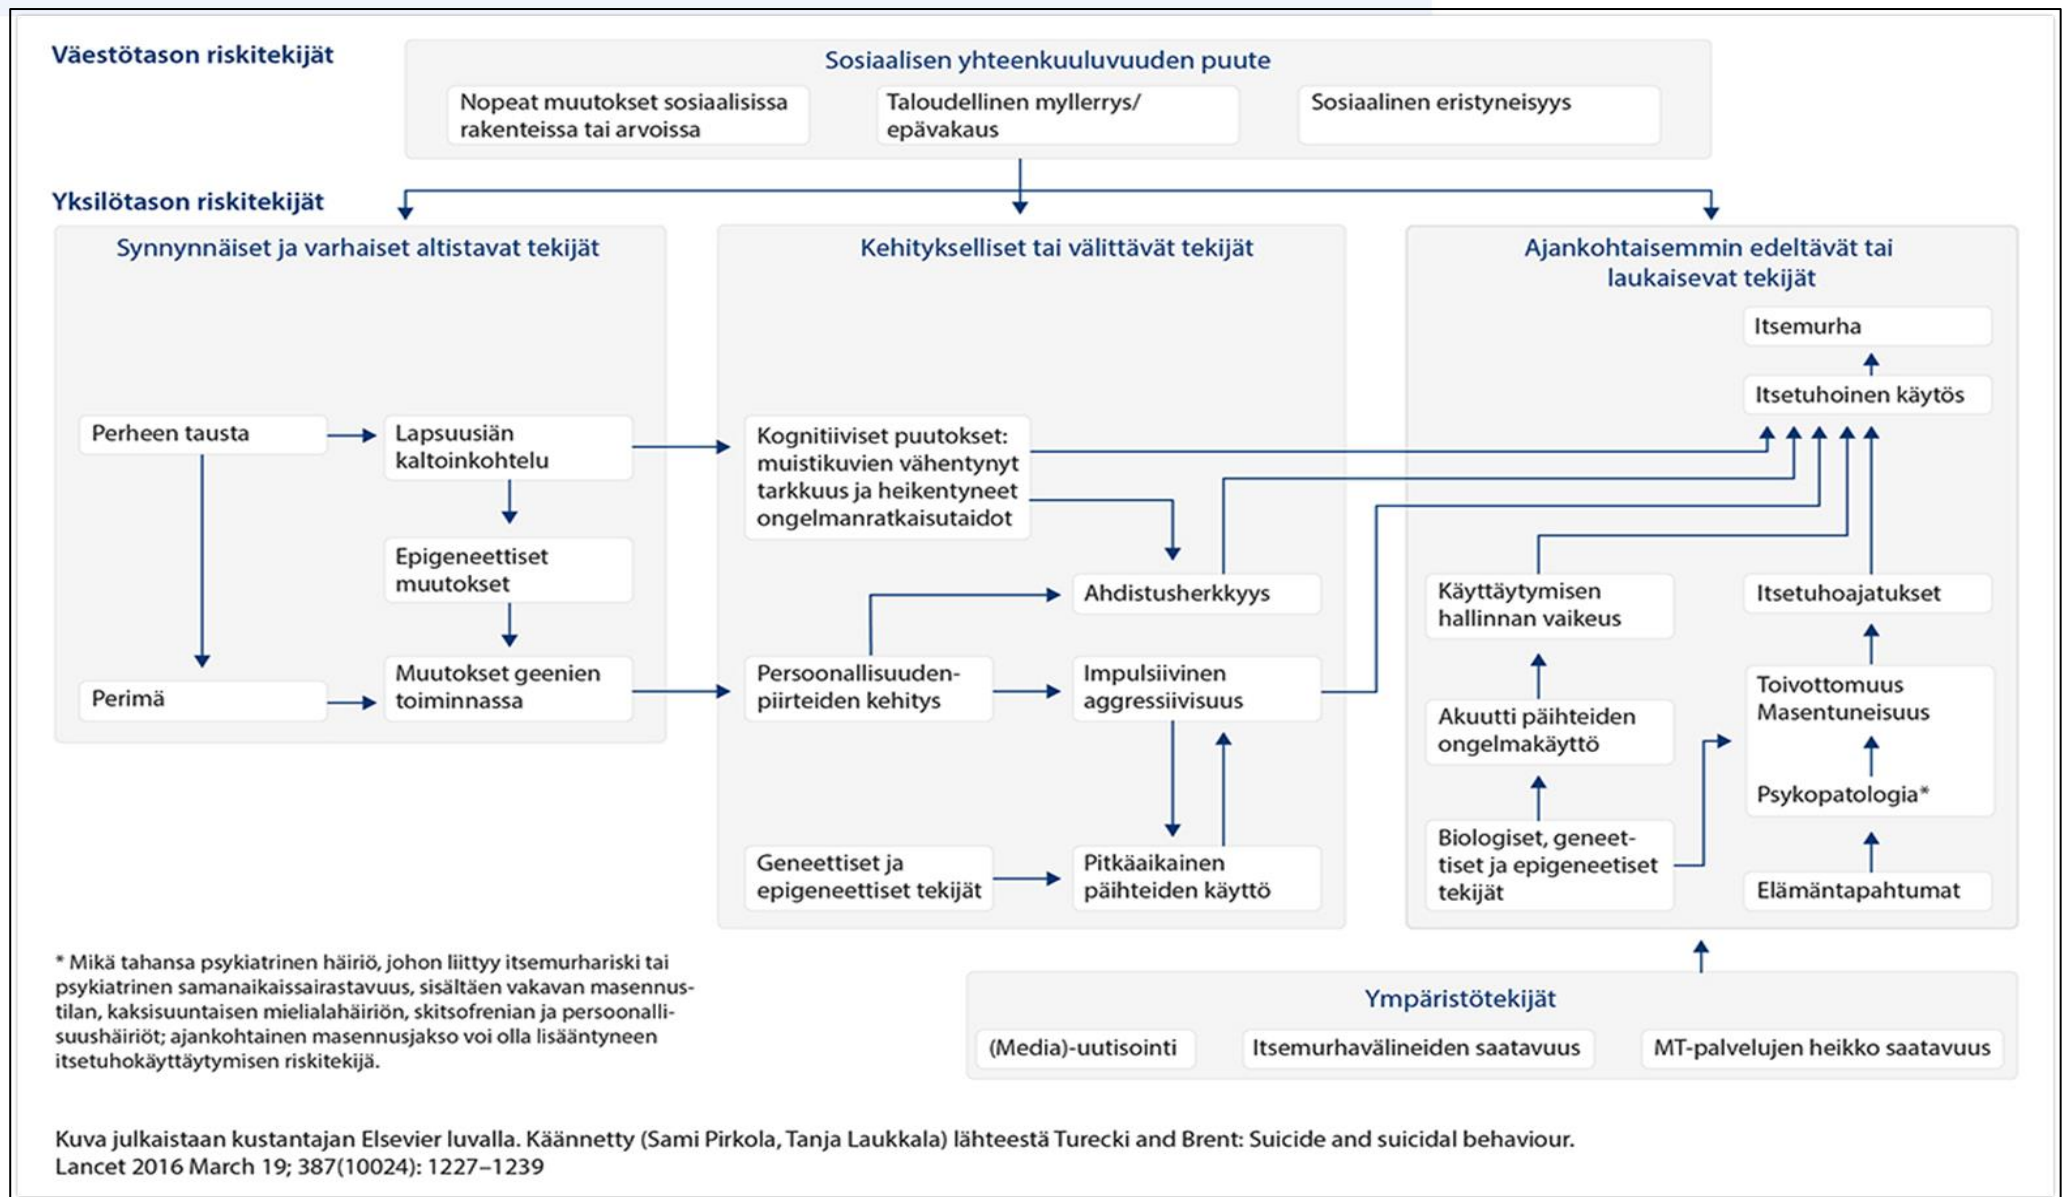 Väestötason riskitekijät
Sosiaalisen yhteenkuuluvuuden puute
Nopeat muutokset sosiaalisissa
rakenteissa tai arvoissa
Taloudellinen myllerrys/
epävakaus
Sosiaalinen eristyneisyys
Yksilötason riskitekijät
Synnynnäiset ja varhaiset altistavat tekijät
Perheen tausta
Lapsuusiän
kaltoinkohtelu
Epigeneettiset
muutokset
Perimä
Muutokset geenien
toiminnassa
Kehitykselliset tai välittävät tekijät
Kognitiiviset puutokset:
muistikuvien vähentynyt
tarkkuus ja heikentyneet
ongelmanratkaisutaidot
Ahdistusherkkyys
Persoonallisuuden-
piirteiden kehitys
Impulsiivinen
aggressiivisuus
Geneettiset ja
epigeneettiset tekijät
Pitkäaikainen
päihteiden käyttö
Ajankohtaisemmin edeltävät tai
laukaisevat tekijät
Itsemurha
Itsetuhoinen käytös
Käyttäytymisen
hallinnan vaikeus
Itsetuhoajatukset
Akuutti päihteiden
ongelmakäyttö
Toivottomuus
Masentuneisuus
Psykopatologia*
Biologiset, geneet-
tiset ja epigeneetiset
tekijät
Elämäntapahtumat
Ympäristötekijät
(Media)-uutisointi
Itsemurhavälineiden saatavuus
MT-palvelujen heikko saatavuus
* Mikä tahansa psykiatrinen häiriö, johon liittyy itsemurhariski tai
psykiatrinen samanaikaissairastavuus, sisältäen vakavan masennus-
tilan, kaksisuuntaisen mielialahäiriön, skitsofrenian ja persoonalli-
suushäiriöt; ajankohtainen masennusjakso voi olla lisääntyneen
itsetuhokäyttäytymisen riskitekijä.
Kuva julkaistaan kustantajan Elsevier luvalla. Käännetty (Sami Pirkola, Tanja Laukkala) lähteestä Turecki and Brent: Suicide and suicidal behaviour.
Lancet 2016 March 19; 387(10024): 1227–1239